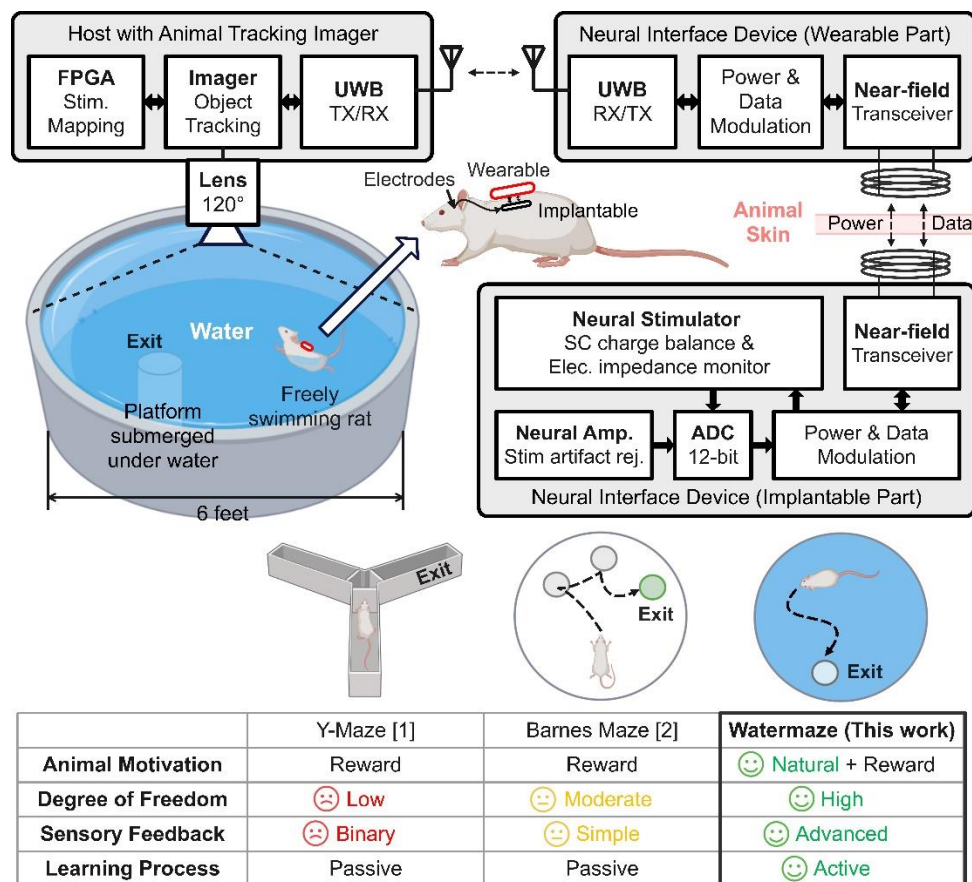 Host with Animal Tracking Imager
FPGA
Stim.
Mapping
Imager
Object
Tracking
UWB
TX/RX
Neural Interface Device (Wearable Part)
UWB
RX/TX
Power &
Data
Modulation
Near-field
Transceiver
Lens
120°
Electrodes
Wearable
Implantable
Animal
Skin
Power
Data
Water
Exit
Platform
submerged
under water
Freely
swimming rat
6 feet
Neural Stimulator
SC charge balance &
Elec. impedance monitor
Near-field
Transceiver
Neural Amp.
Stim artifact rej.
ADC
12-bit
Power & Data
Modulation
Neural Interface Device (Implantable Part)
Exit
Exit
Exit
Y-Maze [1] Barnes Maze [2] Watermaze (This work)
Animal Motivation Reward Reward Natural + Reward
Degree of Freedom Low Moderate High
Sensory Feedback Binary Simple Advanced
Learning Process Passive Passive Active